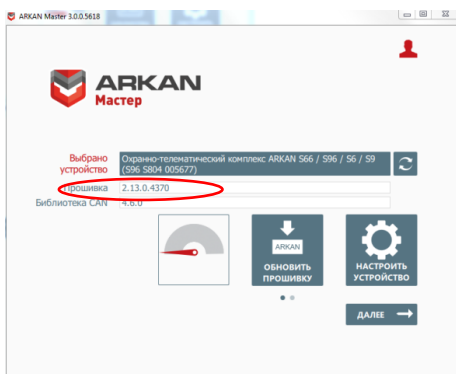 ARKAN Master 3.0.0.5618
ARKAN
Мастер
Выбрано устройство
Охранно-телематический комплекс ARKAN S66 / S96 / S6 / S9
(S96 S804 005677)
Прошивка
2.13.0.4370
Библиотека CAN
4.6.0
ARKAN
ОБНОВИТЬ
ПРОШИВКУ
НАСТРОИТЬ
УСТРОЙСТВО
ДАЛЕЕ